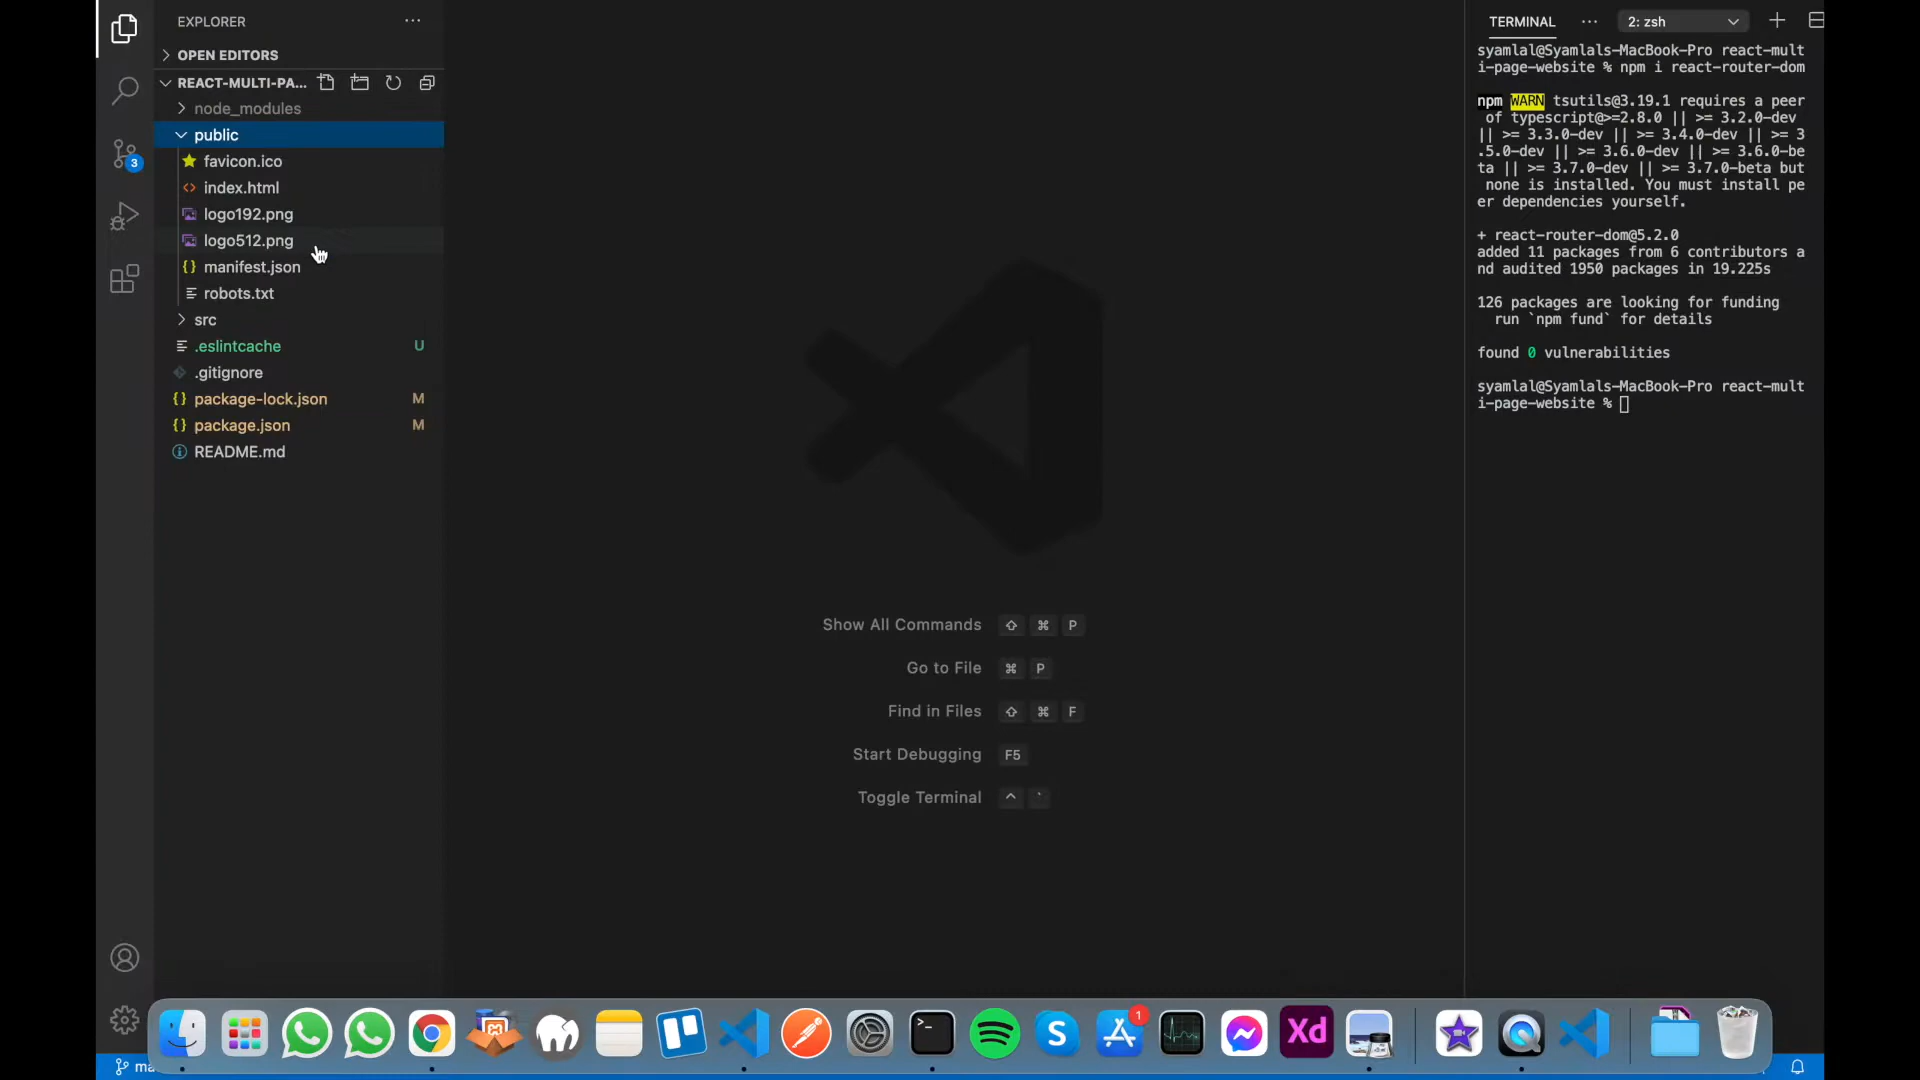 EXPLORER
OPEN EDITORS
REACT-MULTI-PA...
node_modules
public
favicon.ico
index.html
logo192.png
logo512.png
manifest.json
robots.txt
src
.eslintcache U
.gitignore
package-lock.json M
package.json M
README.md
3
Show All Commands ⇧ ⌘ P
Go to File ⌘ P
Find in Files ⇧ ⌘ F
Start Debugging F5
Toggle Terminal ^ `
TERMINAL ... 2: zsh
syamlal@Syamlals-MacBook-Pro react-mult
i-page-website % npm i react-router-dom
npm WARN tsutils@3.19.1 requires a peer
of typescript@>=2.8.0 || >= 3.2.0-dev
|| >= 3.3.0-dev || >= 3.4.0-dev || >= 3
.5.0-dev || >= 3.6.0-dev || >= 3.6.0-be
ta || >= 3.7.0-dev || >= 3.7.0-beta but
none is installed. You must install pe
er dependencies yourself.
+ react-router-dom@5.2.0
added 11 packages from 6 contributors a
nd audited 1950 packages in 19.225s
126 packages are looking for funding
run `npm fund` for details
found 0 vulnerabilities
syamlal@Syamlals-MacBook-Pro react-mult
i-page-website %
S
1
Xd